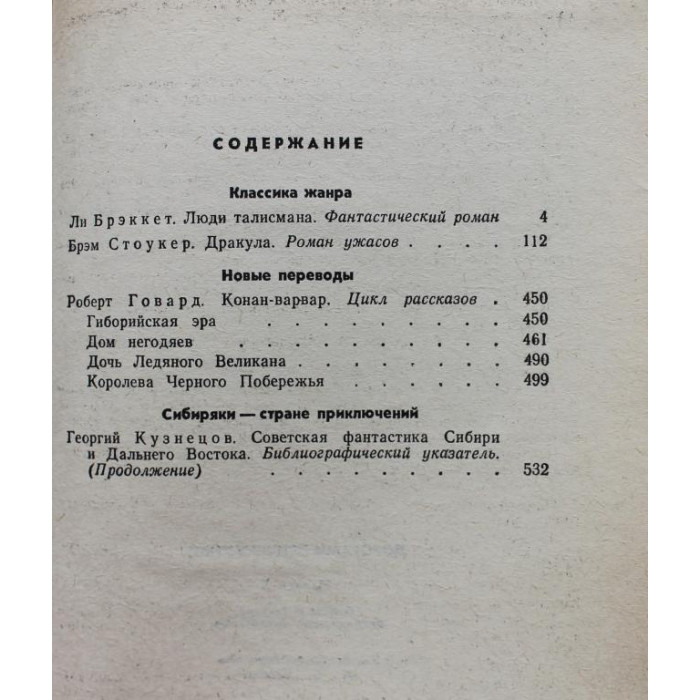 СОДЕРЖАНИЕ
Классика жанра
Ли Брэккет. Люди талисмана. Фантастический роман 4
Брэм Стоукер. Дракула. Роман ужасов . . . . 112
Новые переводы
Роберт Говард. Конан-варвар. Цикл рассказов . 450
Гиборийская эра . . . . . . . . 450
Дом негодяев . . . . . . . . . 461
Дочь Ледяного Великана . . . . . . 490
Королева Черного Побережья . . . . . 499
Сибиряки — стране приключений
Георгий Кузнецов. Советская фантастика Сибири
и Дальнего Востока. Библиографический указатель.
(Продолжение) . . . . . . . . . 532